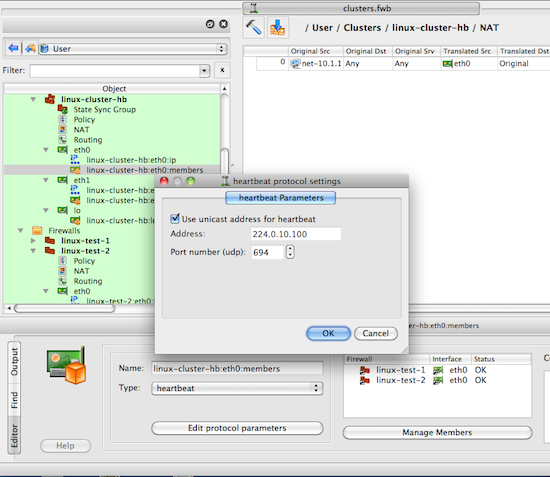 clusters.fwb
/ User / Clusters / linux-cluster-hb / NAT
User
Filter:
x
Object
linux-cluster-hb
State Sync Group
Policy
NAT
Routing
eth0
linux-cluster-hb:eth0:ip
linux-cluster-hb:eth0:members
eth1
linux-cluster-hb:e
linux-cluster-hb:e
lo
linux-cluster-hb:lo
Firewalls
linux-test-1
linux-test-2
Policy
NAT
Routing
eth0
linux-test-2:eth0
Original Src Original Dst Original Srv Translated Src Translated Dst
0 net-10.1.1 Any Any eth0 Original
heartbeat protocol settings
heartbeat Parameters
Use unicast address for heartbeat
Address: 224.0.10.100
Port number (udp): 694
OK Cancel
-hb:eth0:members
Output
Find
Editor
Help
Name: linux-cluster-hb:eth0:members
Type: heartbeat
Edit protocol parameters
Firewall Interface Status
linux-test-1 eth0 OK
linux-test-2 eth0 OK
Manage Members